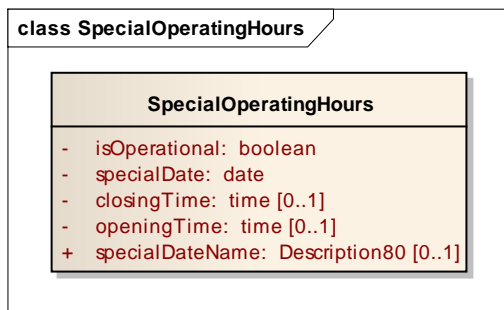 class SpecialOperatingHours
SpecialOperatingHours
- isOperational: boolean
- specialDate: date
- closingTime: time [0..1]
- openingTime: time [0..1]
+ specialDateName: Description80 [0..1]